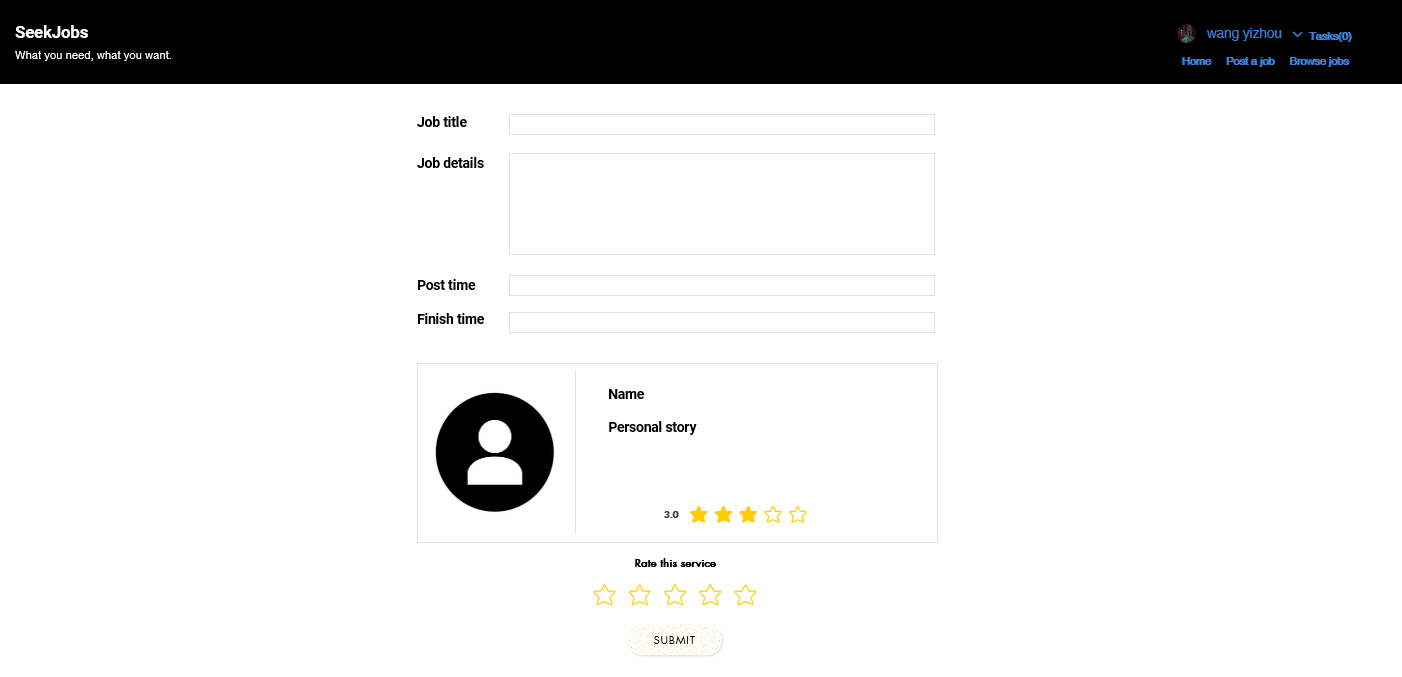 SeekJobs
What you need, what you want.
wang yizhou
Tasks(0)
Home Post a job Browse jobs
Job title
Job details
Post time
Finish time
Name
Personal story
3.0
Rate this service
SUBMIT